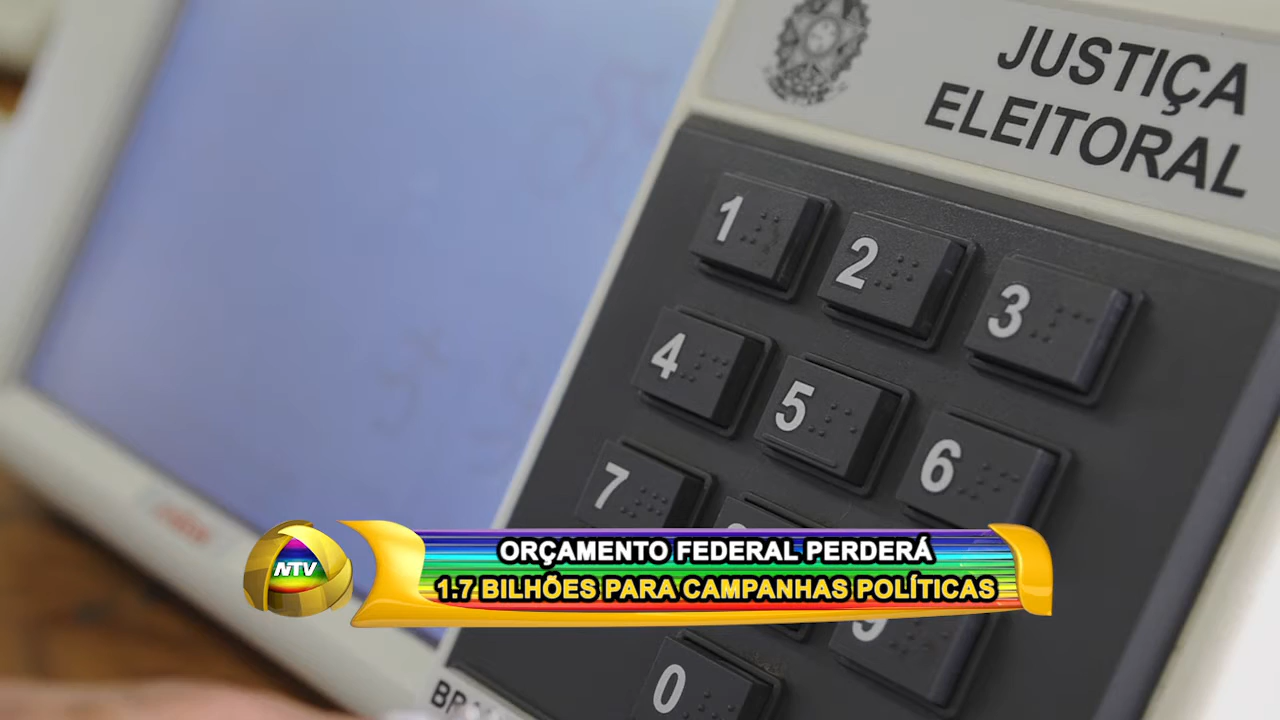 JUSTIÇA
ELEITORAL
1
2
3
4
5
6
7
9
0
NTV
ORÇAMENTO FEDERAL PERDERÁ
1.7 BILHÕES PARA CAMPANHAS POLÍTICAS